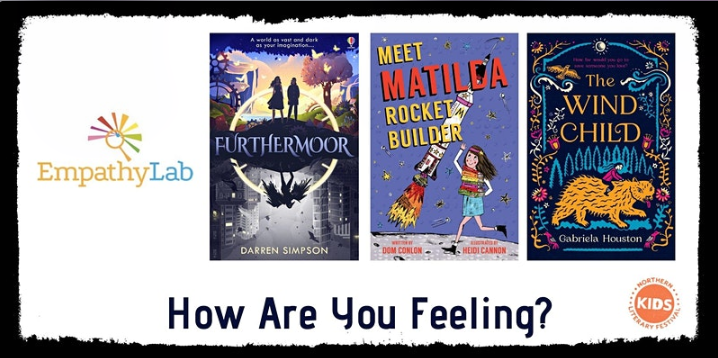 EmpathyLab
A world as vast and dark
as your imagination...
FURTHERMOOR
DARREN SIMPSON
MEET
MATILDA
ROCKET
BUILDER
WRITTEN BY
DOM CONLON
ILLUSTRATED BY
HEIDI CANNON
How far would you go to
save someone you love?
The
WIND
CHILD
Gabriela Houston
How Are You Feeling?
NORTHERN
KIDS
LITERARY FESTIVAL